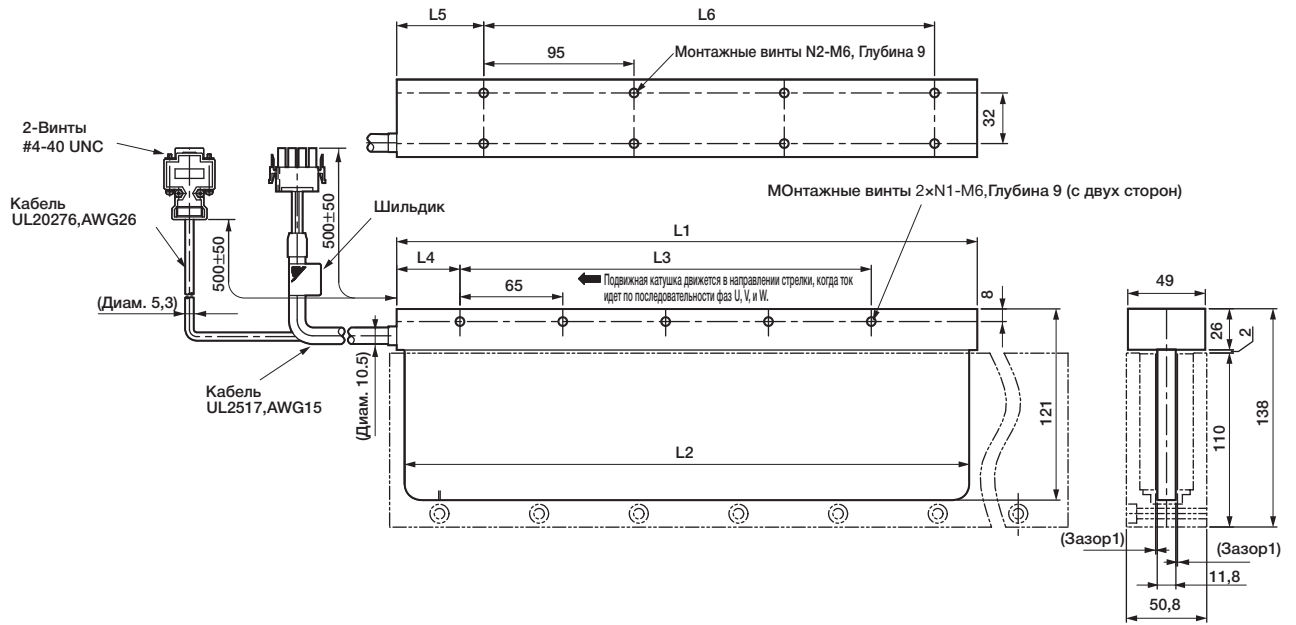 L5
L6
95
Монтажные винты N2-M6, Глубина 9
32
2-Винты
#4-40 UNC
Кабель
UL20276,AWG26
500±50
500±50
Шильдик
МОнтажные винты 2×N1-M6,Глубина 9 (с двух сторон)
L1
L4
L3
Подвижная катушка движется в направлении стрелки, когда ток
идет по последовательности фаз U, V, и W.
65
8
49
26
2
(Диам. 5,3)
Кабель
UL2517,AWG15
(Диам. 10.5)
121
110
138
L2
(Зазор1)
(Зазор1)
11,8
50,8